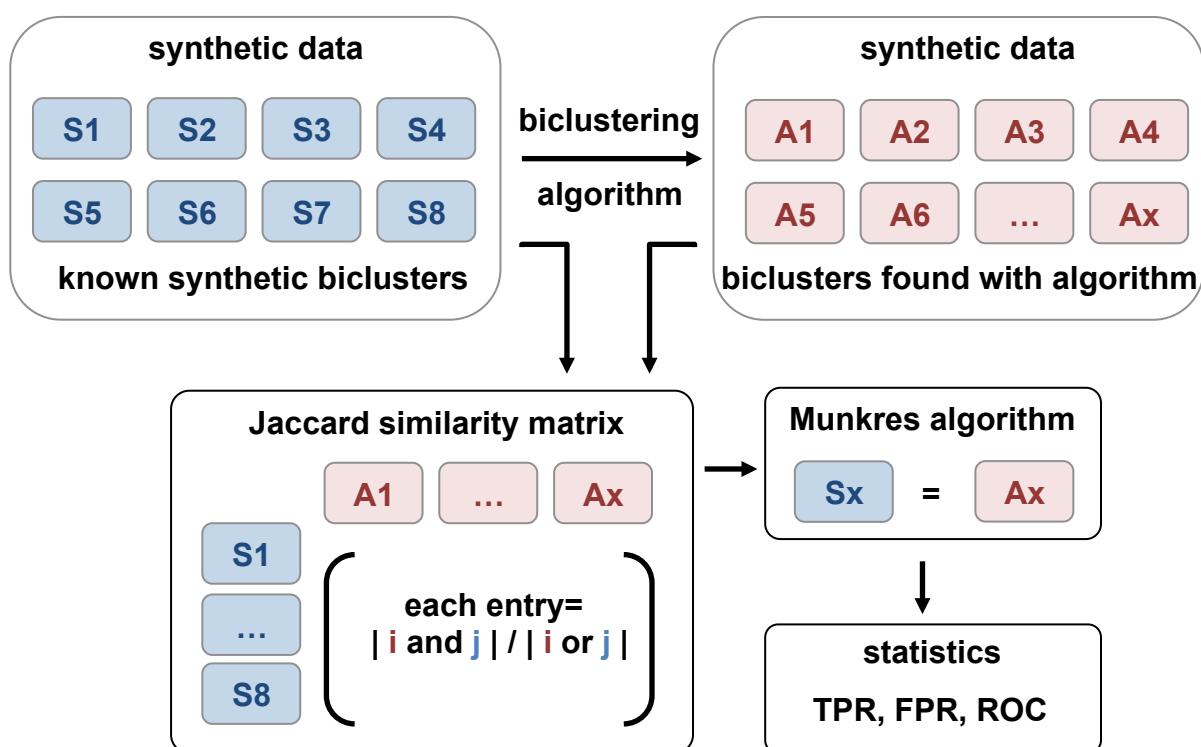 synthetic data
S1 S2 S3 S4
S5 S6 S7 S8
known synthetic biclusters
biclustering
algorithm
synthetic data
A1 A2 A3 A4
A5 A6 ... Ax
biclusters found with algorithm
Jaccard similarity matrix
A1 ... Ax
S1
...
S8
each entry=
| i and j | / | i or j |
Munkres algorithm
Sx = Ax
statistics
TPR, FPR, ROC